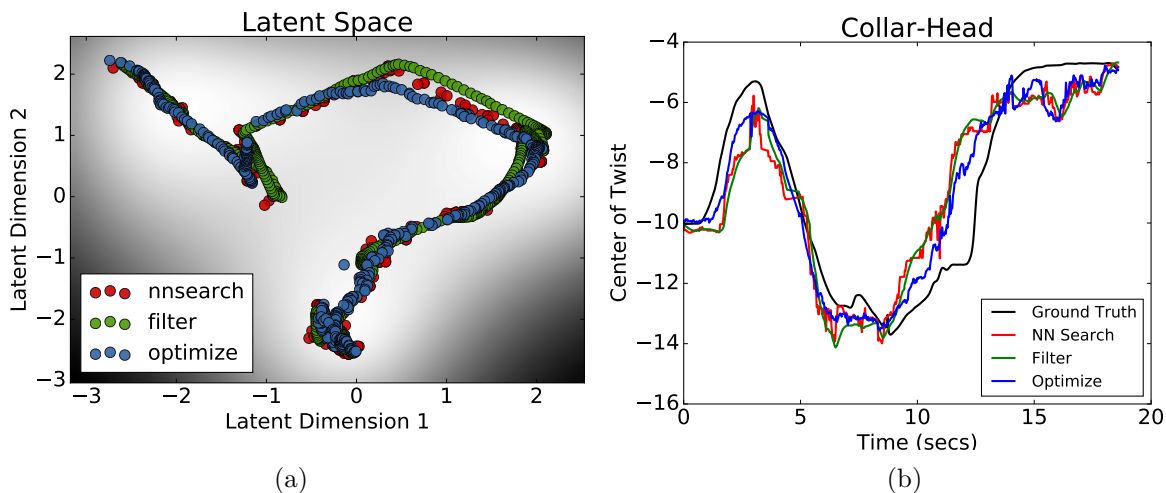 Latent Space
Latent Dimension 2
2
1
0
−1
−2
−3
−3
−2
−1
0
1
2
Latent Dimension 1
nnsearch
filter
optimize
(a)
Collar-Head
Center of Twist
−4
−6
−8
−10
−12
−14
−16
0
5
10
15
20
Time (secs)
Ground Truth
NN Search
Filter
Optimize
(b)